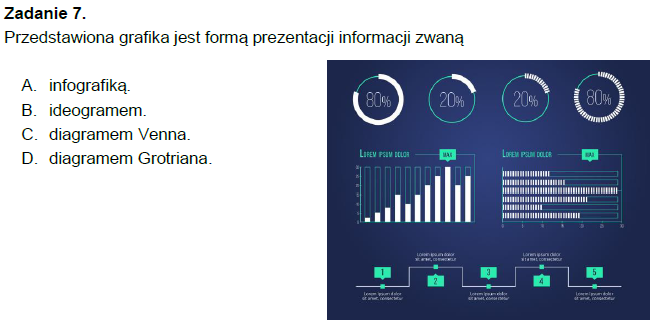 Zadanie 7.
Przedstawiona grafika jest formą prezentacji informacji zwaną
A. infografiką.
B. ideogramem.
C. diagramem Venna.
D. diagramem Grotriana.
80%
20%
20%
80%
LOREM IPSUM DOLOR
MAX
LOREM IPSUM DOLOR
MAX
Lorem ipsum dolor
sit amet, consectetur
Lorem ipsum dolor
sit amet, consectetur
1
2
3
4
5
Lorem ipsum dolor
sit amet, consectetur
Lorem ipsum dolor
sit amet, consectetur
Lorem ipsum dolor
sit amet, consectetur